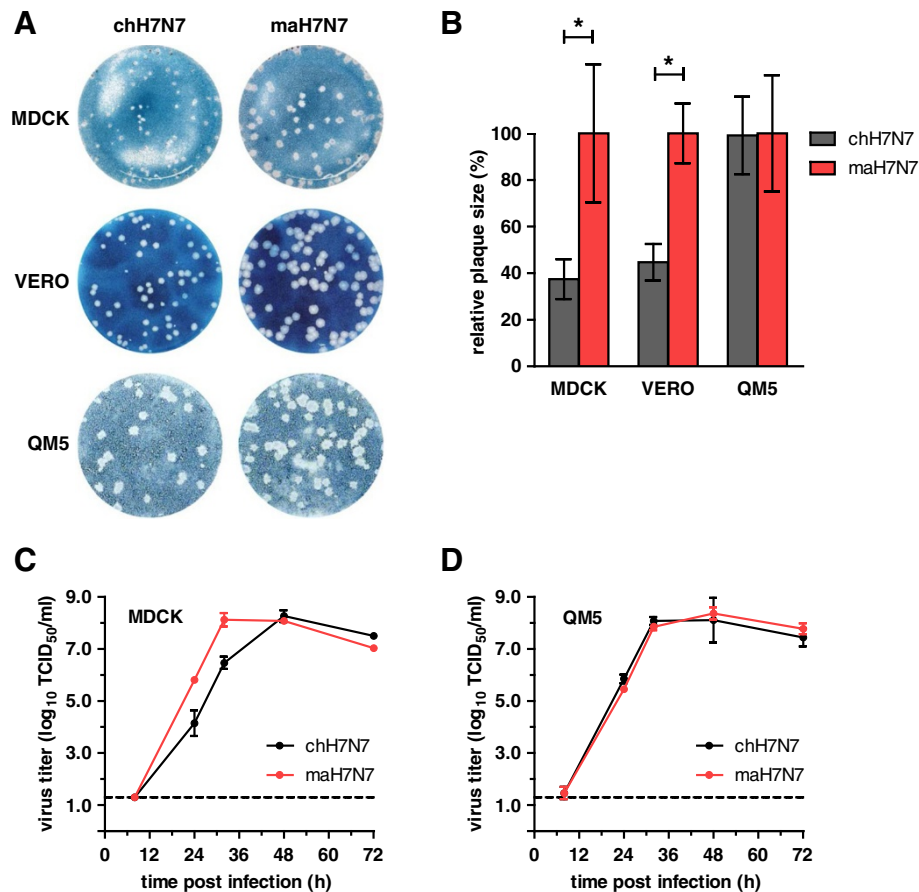 A
chH7N7 maH7N7
MDCK
VERO
QM5
B
* *
relative plaque size (%)
100
80
60
40
20
0
MDCK VERO QM5
chH7N7
maH7N7
C
MDCK
virus titer (log10 TCID50/ml)
9.0
7.0
5.0
3.0
1.0
chH7N7
maH7N7
0 12 24 36 48 60 72
time post infection (h)
D
QM5
virus titer (log10 TCID50/ml)
9.0
7.0
5.0
3.0
1.0
chH7N7
maH7N7
0 12 24 36 48 60 72
time post infection (h)